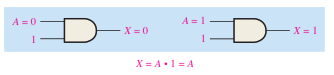 A = 0
1
X = 0
A = 1
1
X = 1
X = A • 1 = A